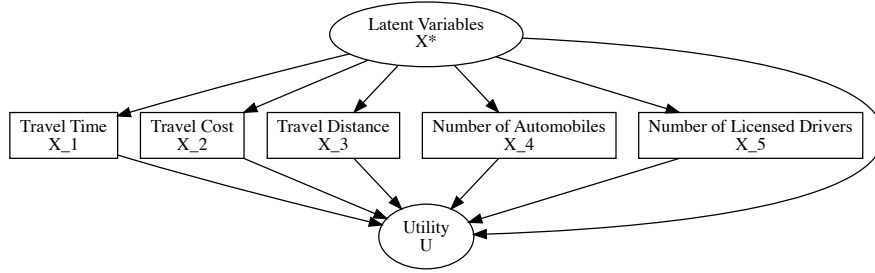 Latent Variables
X*
Travel Time
X_1
Travel Cost
X_2
Travel Distance
X_3
Number of Automobiles
X_4
Number of Licensed Drivers
X_5
Utility
U